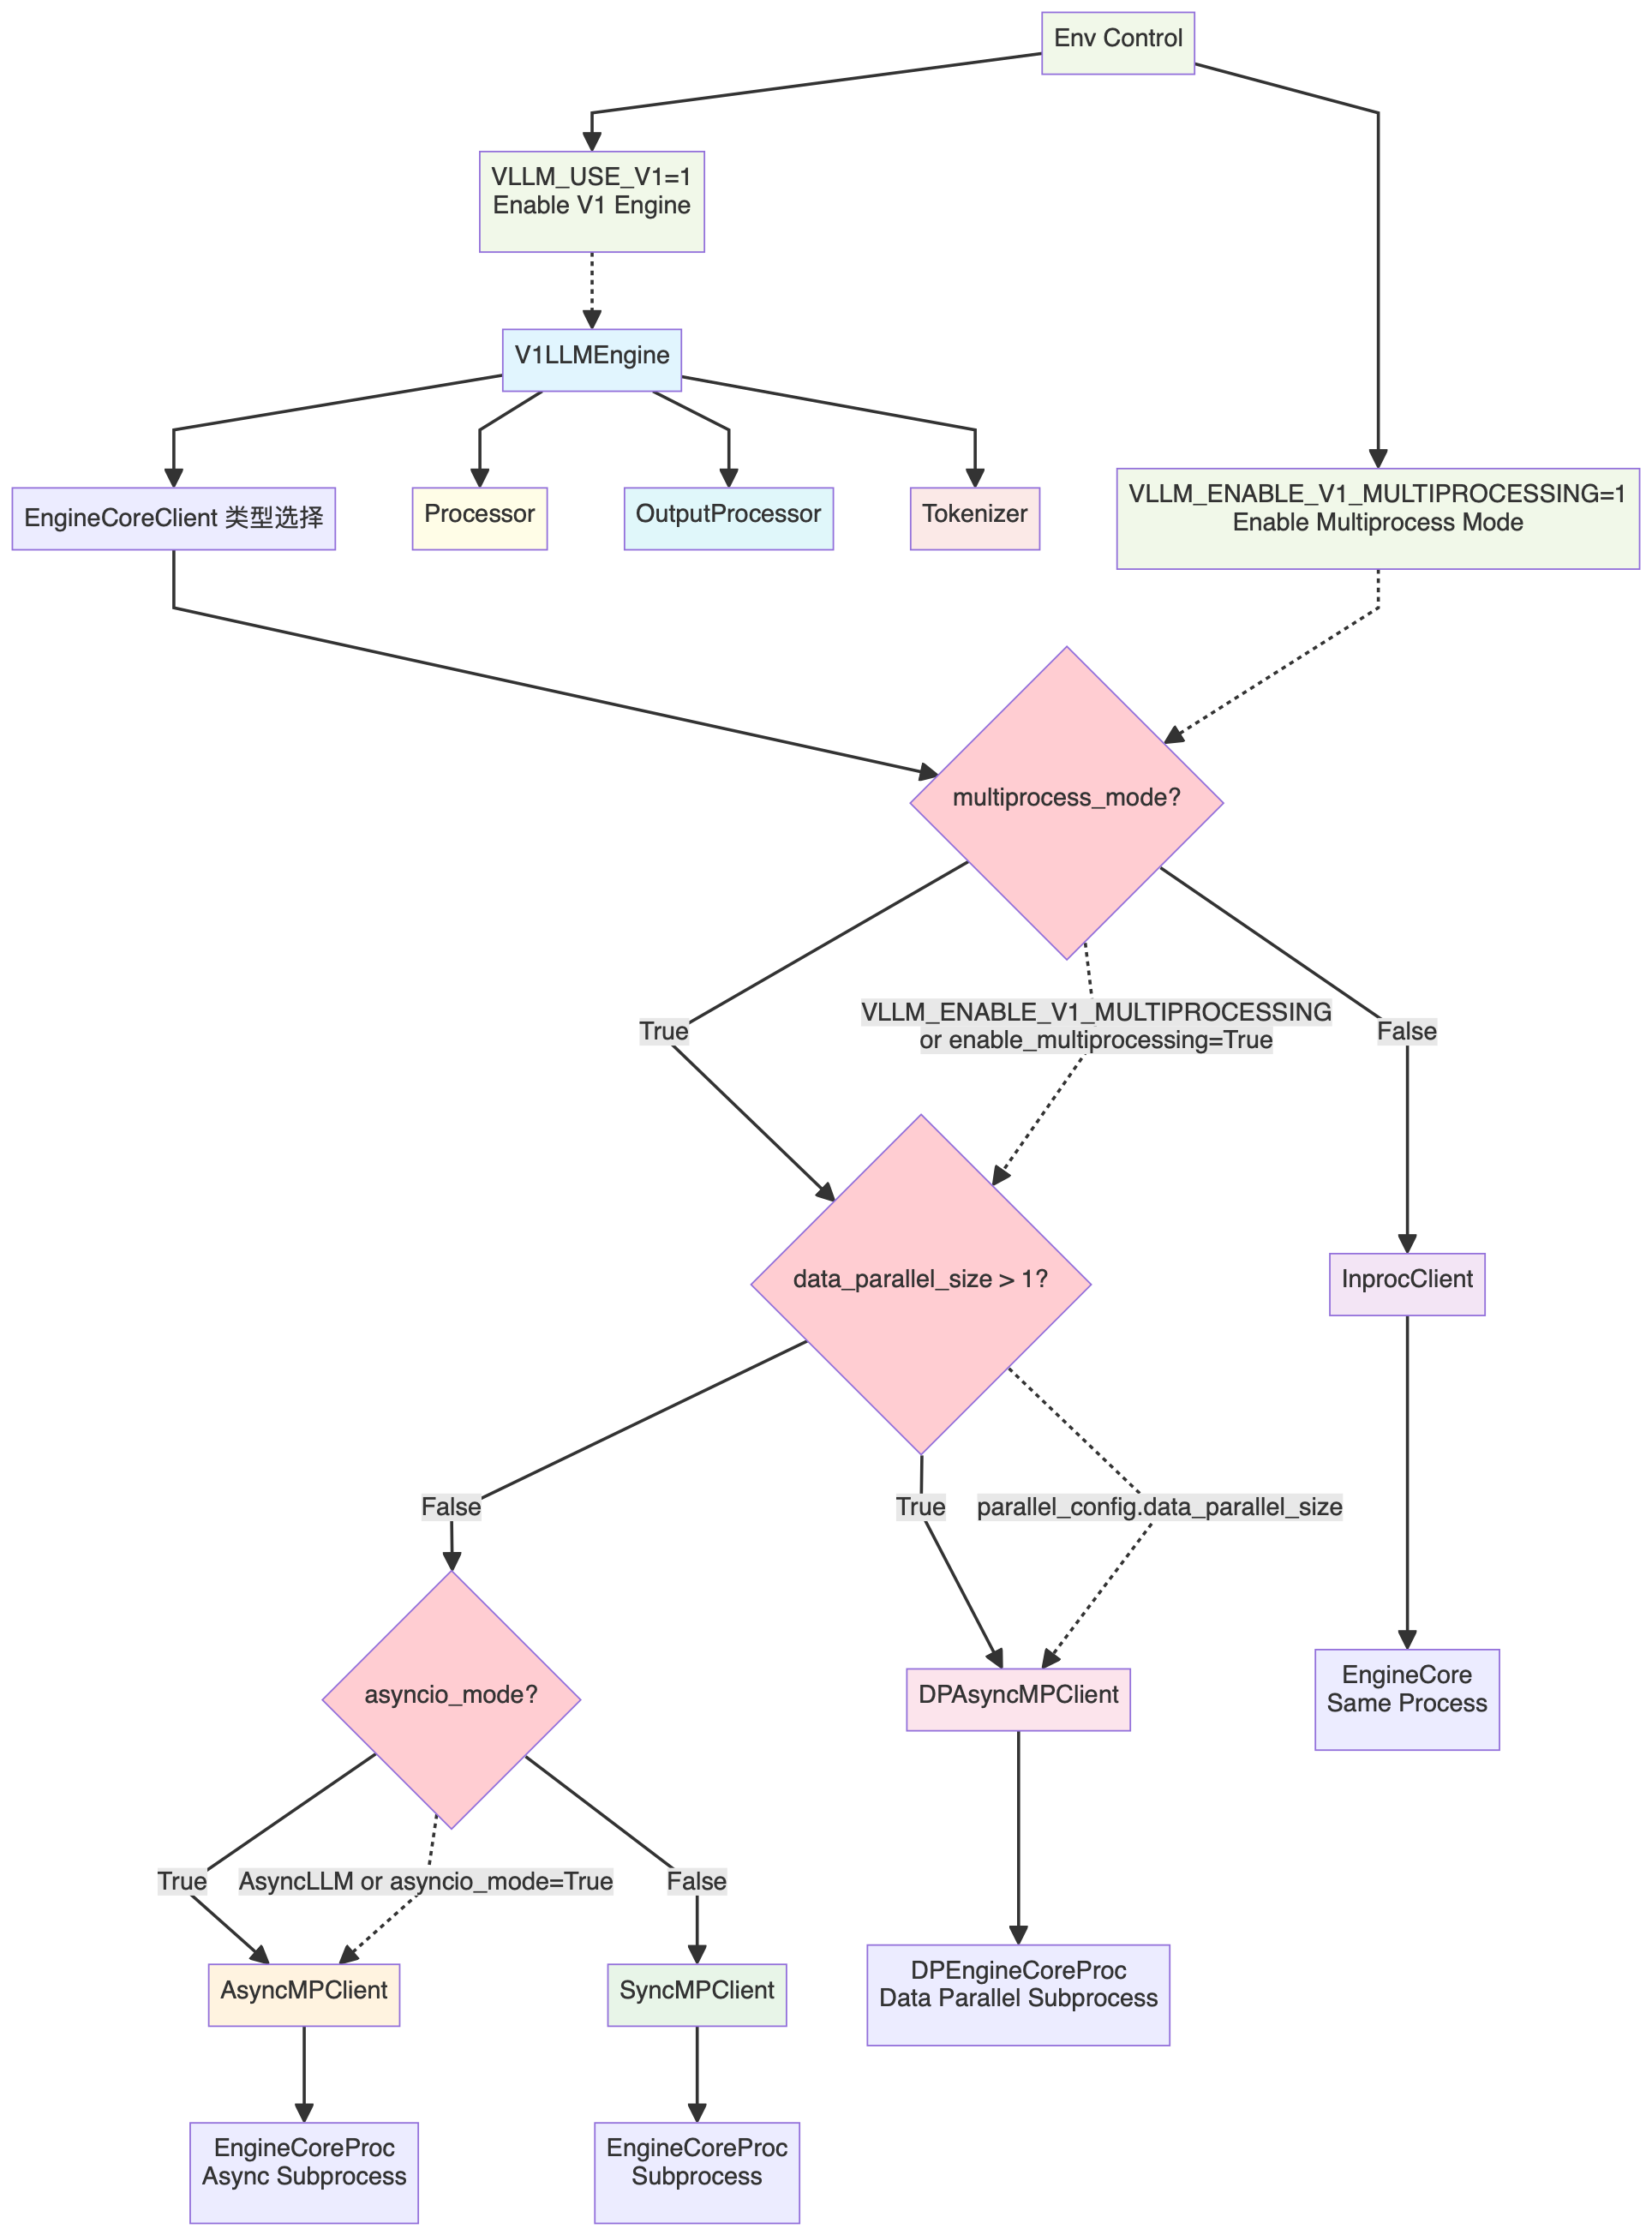 Env Control
VLLM_USE_V1=1
Enable V1 Engine
V1LLMEngine
EngineCoreClient 类型选择
Processor
OutputProcessor
Tokenizer
VLLM_ENABLE_V1_MULTIPROCESSING=1
Enable Multiprocess Mode
multiprocess_mode?
True
VLLM_ENABLE_V1_MULTIPROCESSING
or enable_multiprocessing=True
False
data_parallel_size > 1?
InprocClient
False
True
parallel_config.data_parallel_size
asyncio_mode?
DPAsyncMPClient
EngineCore
Same Process
True
AsyncLLM or asyncio_mode=True
False
AsyncMPClient
SyncMPClient
DPEngineCoreProc
Data Parallel Subprocess
EngineCoreProc
Async Subprocess
EngineCoreProc
Subprocess